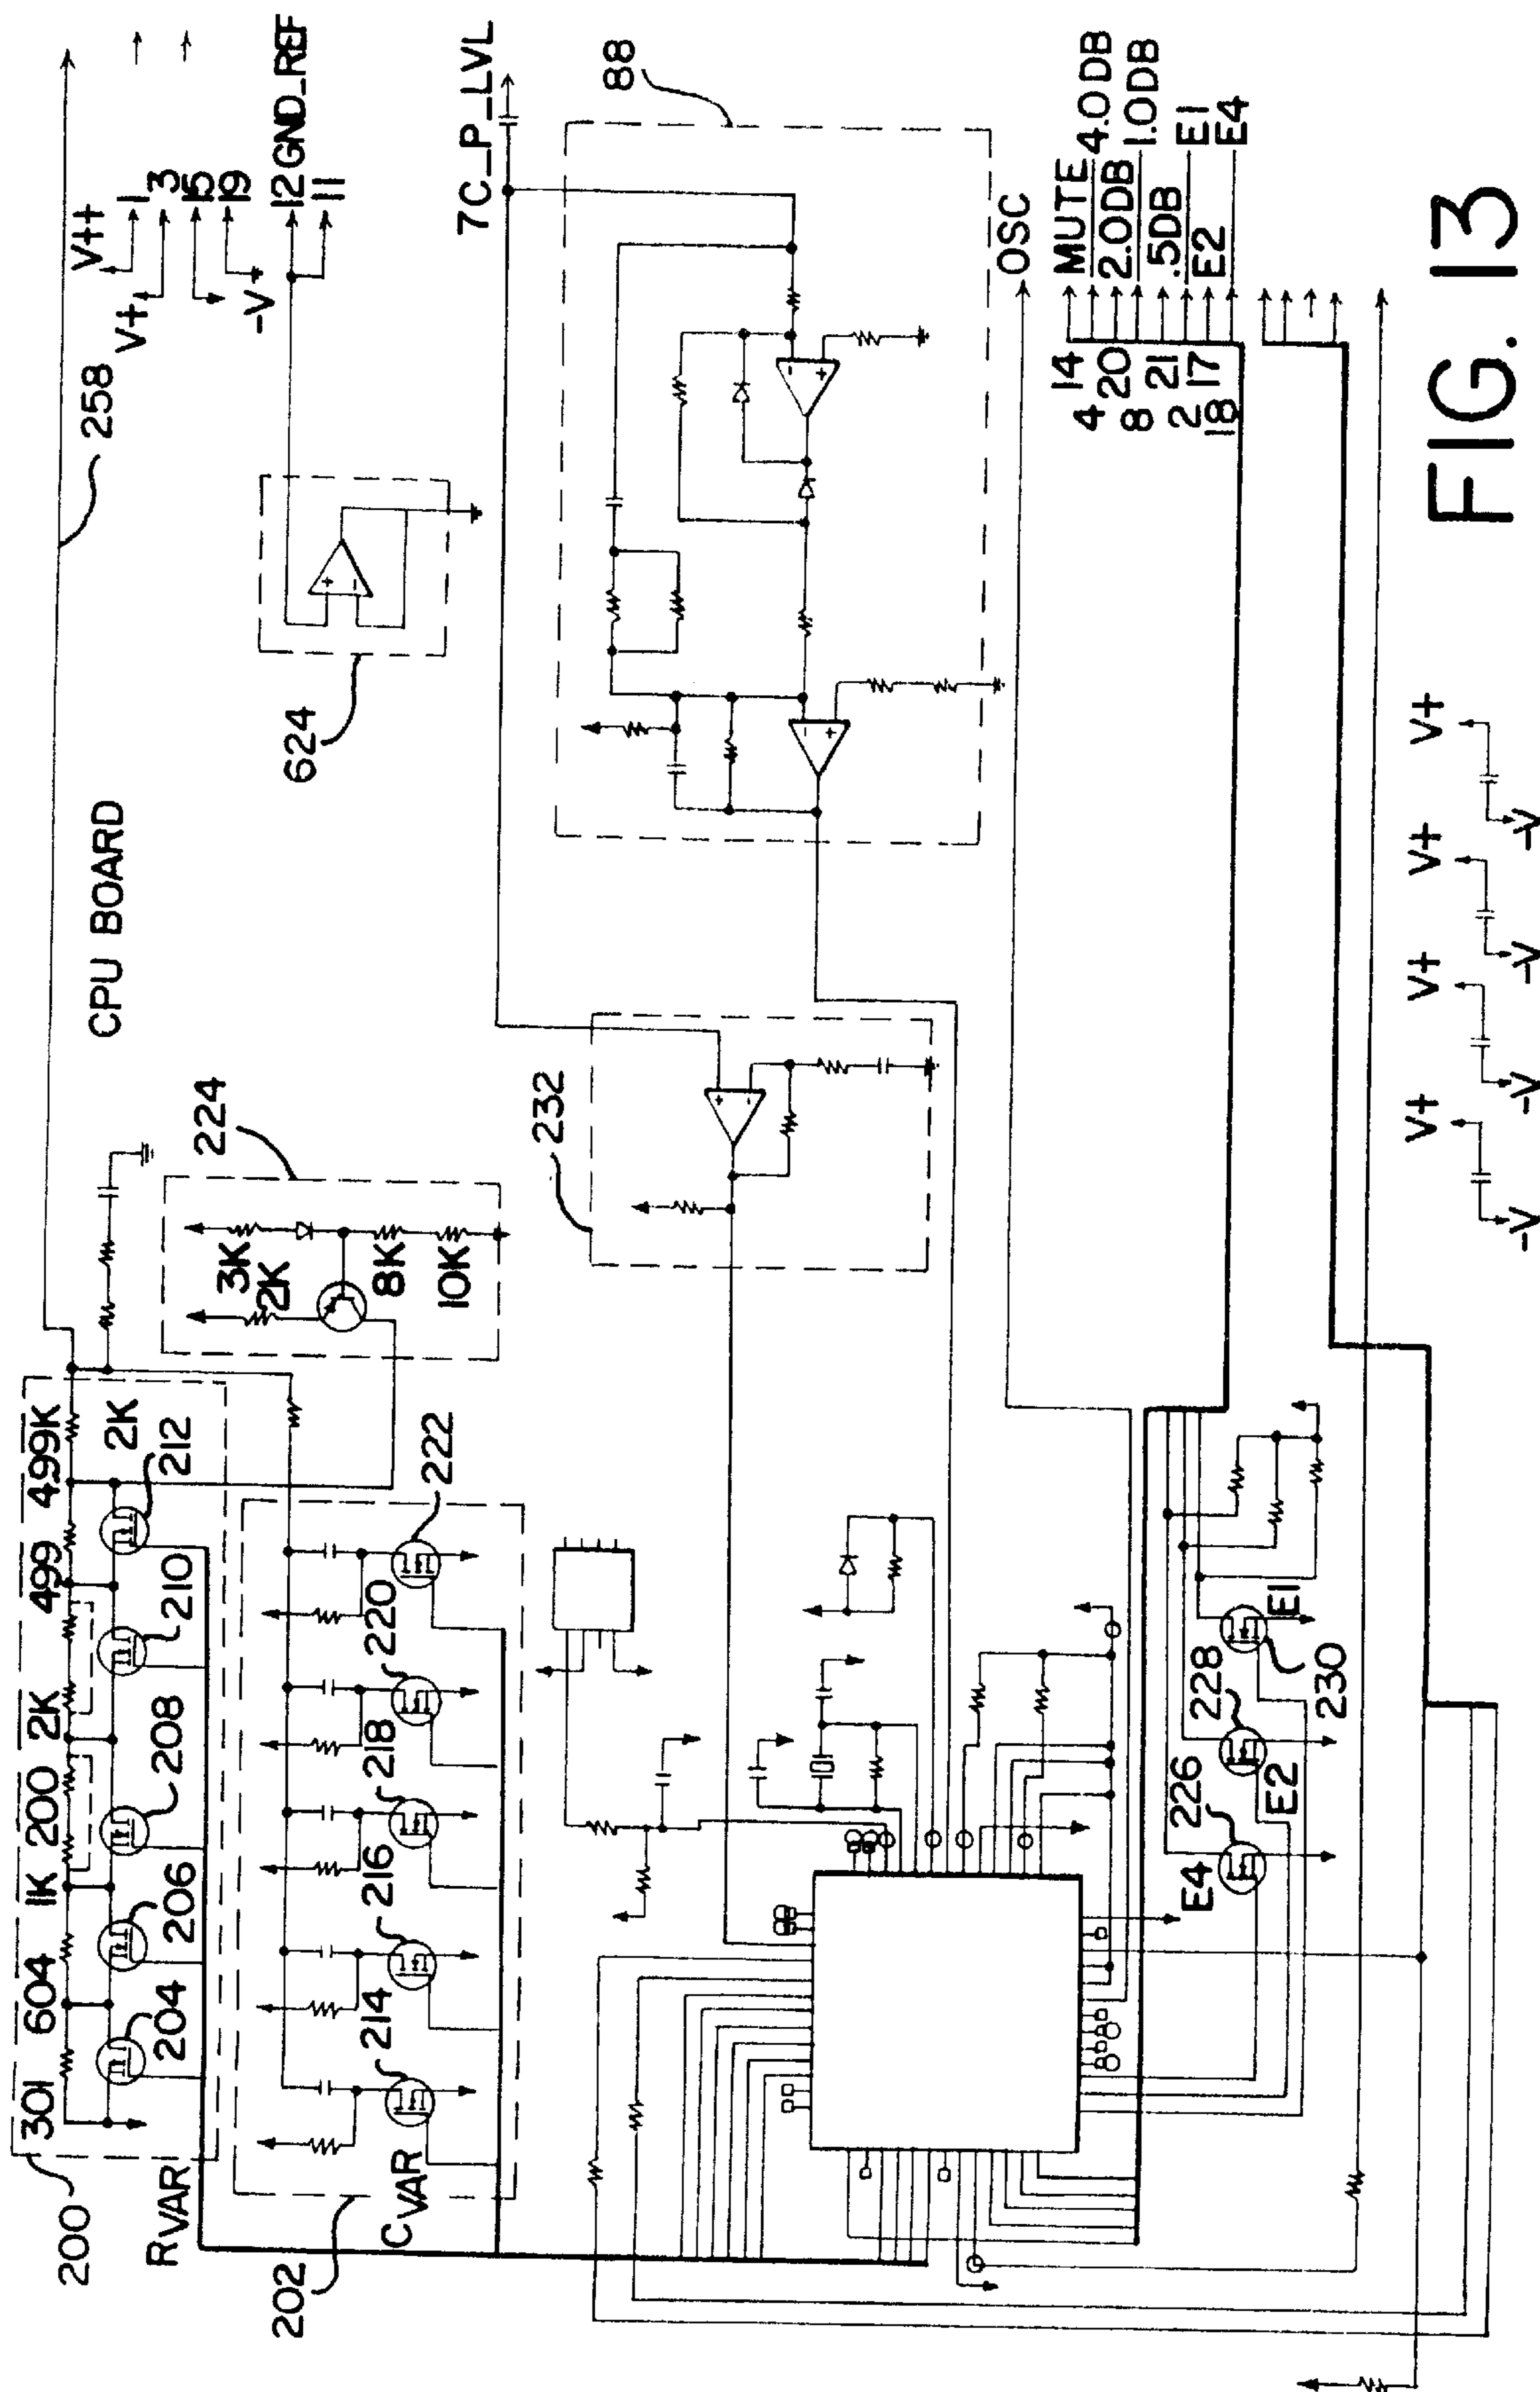 258
V++
1
V+
3
15
19
-V
12 GND_REF
11
CPU BOARD
624
7C_P_LVL
88
301 604 1K 200 2K 499 4.99K
2K
204
206
208
210
212
200
RVAR
224
3K
2K
8K
10K
214
216
218
220
222
CVAR
202
232
OSC
14 MUTE
4 4.0DB
20 2.0DB
8 1.0DB
21 .5DB
2 E1
17 E2
18 E4
E4
226
E2
228
E1
230
V+
-V
V+
-V
V+
-V
V+
-V
FIG. 13